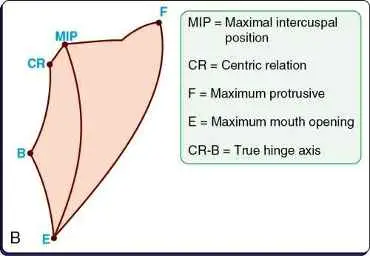 F
MIP
CR
B
E
B
MIP = Maximal intercuspal
position
CR = Centric relation
F = Maximum protrusive
E = Maximum mouth opening
CR-B = True hinge axis